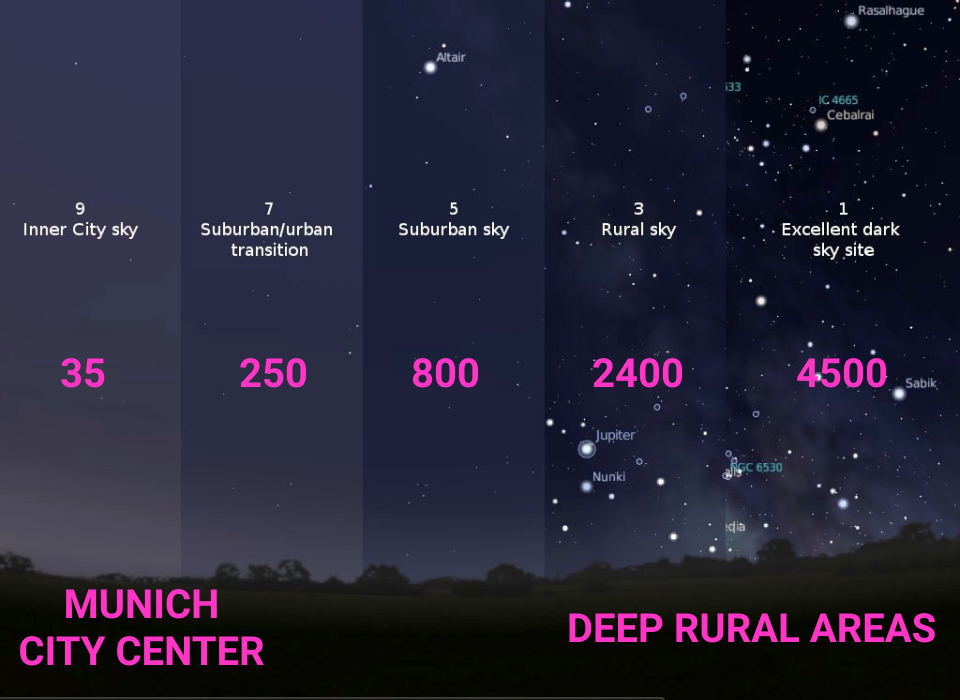 Rasalhague
Altair
IC 4665
Cebalrai
9
Inner City sky
7
Suburban/urban
transition
5
Suburban sky
3
Rural sky
1
Excellent dark
sky site
35
250
800
2400
4500
Sabik
Jupiter
Nunki
NGC 6530
MUNICH
CITY CENTER
DEEP RURAL AREAS